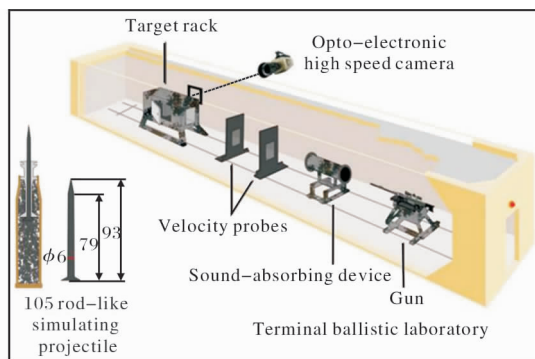 Target rack
Opto-electronic
high speed camera
Velocity probes
Sound-absorbing device
Gun
Terminal ballistic laboratory
ϕ6
79
93
105 rod-like
simulating
projectile